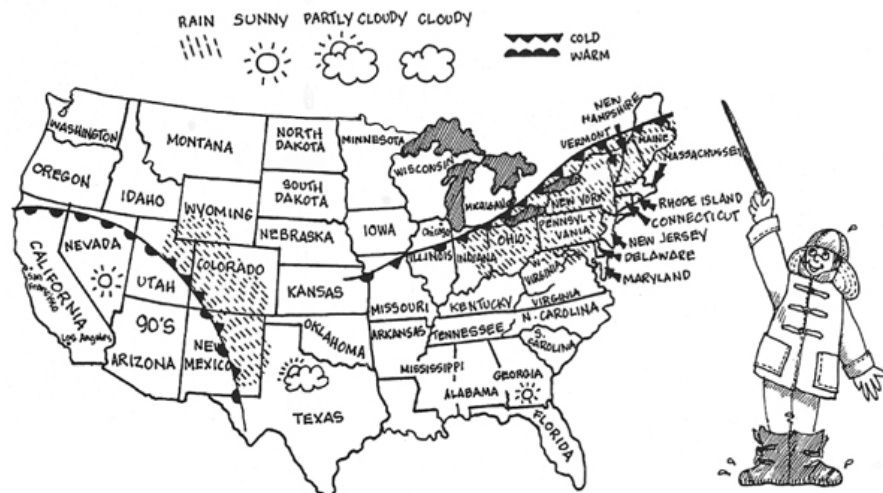 RAIN SUNNY PARTLY CLOUDY CLOUDY
COLD
WARM
WASHINGTON
OREGON
IDAHO
MONTANA
NORTH
DAKOTA
SOUTH
DAKOTA
WYOMING
NEBRASKA
MINNESOTA
WISCONSIN
MICHIGAN
IOWA
Chicago
ILLINOIS
INDIANA
OHIO
NEW YORK
PENNSYL-
VANIA
VERMONT
NEW
HAMPSHIRE
MAINE
MASSACHUSSET
RHODE ISLAND
CONNECTICUT
NEW JERSEY
DELAWARE
MARYLAND
CALIFORNIA
San
Francisco
Los Angeles
NEVADA
UTAH
COLORADO
KANSAS
MISSOURI
KENTUCKY
W.
VIRGINIA
VIRGINIA
N. CAROLINA
S.
CAROLINA
TENNESSEE
ARKANSAS
OKLAHOMA
90'S
ARIZONA
NEW
MEXICO
TEXAS
MISSISSIPPI
ALABAMA
GEORGIA
FLORIDA